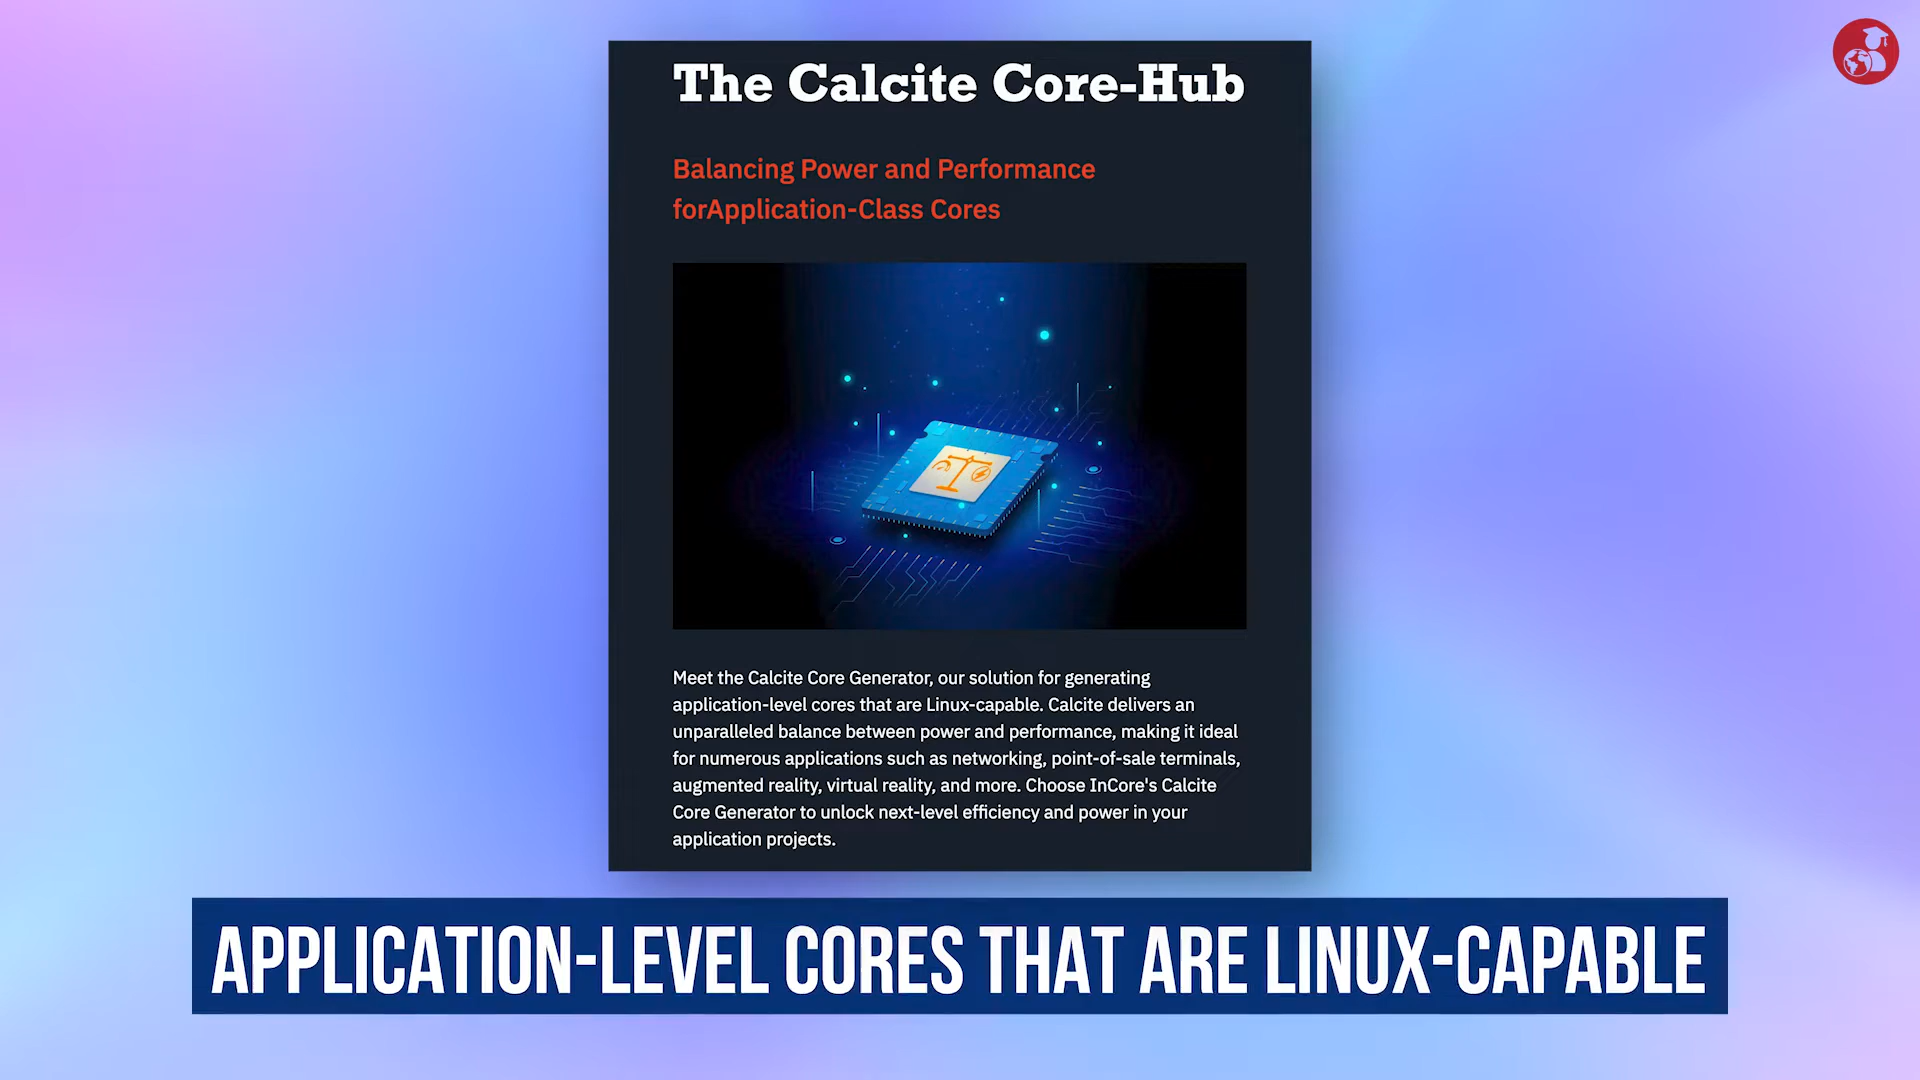 The Calcite Core-Hub
Balancing Power and Performance
forApplication-Class Cores
Meet the Calcite Core Generator, our solution for generating
application-level cores that are Linux-capable. Calcite delivers an
unparalleled balance between power and performance, making it ideal
for numerous applications such as networking, point-of-sale terminals,
augmented reality, virtual reality, and more. Choose InCore's Calcite
Core Generator to unlock next-level efficiency and power in your
application projects.
APPLICATION-LEVEL CORES THAT ARE LINUX-CAPABLE